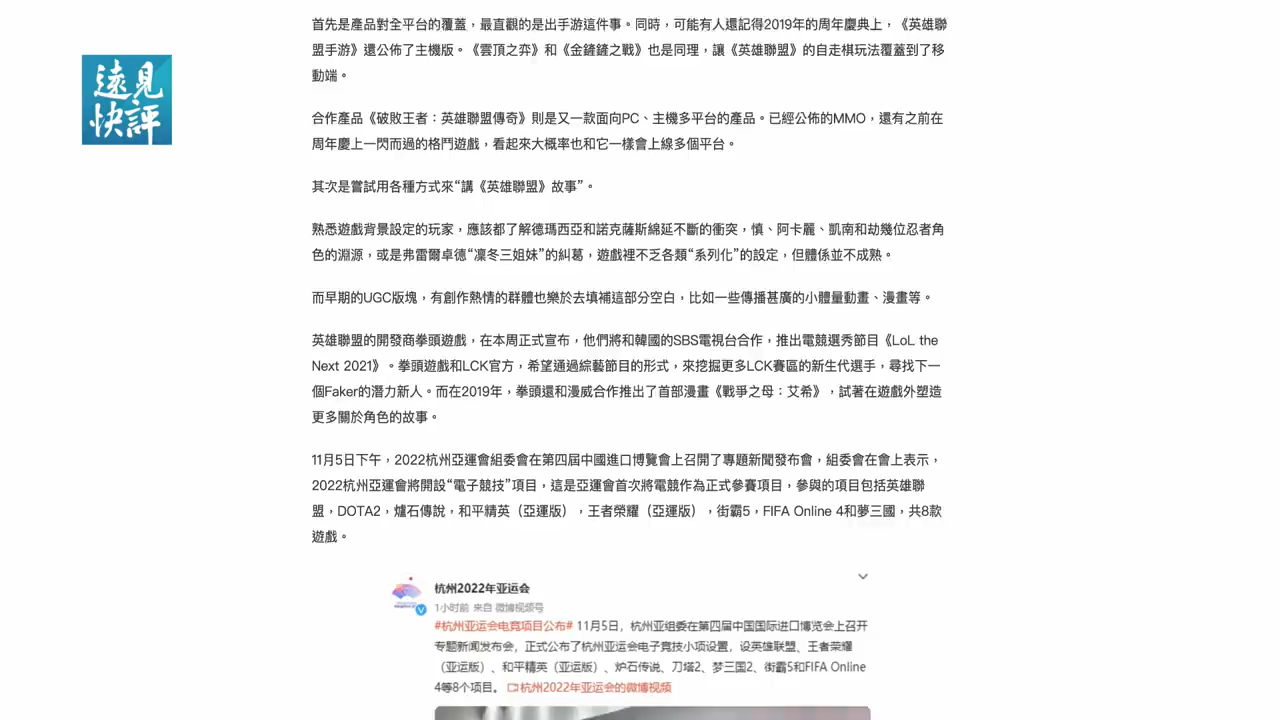 遠見
快評
首先是產品對全平台的覆蓋，最直觀的是出手游這件事。同時，可能有人還記得2019年的周年慶典上，《英雄聯
盟手游》還公佈了主機版。《雲頂之弈》和《金鏟鏟之戰》也是同理，讓《英雄聯盟》的自走棋玩法覆蓋到了移
動端。
合作產品《破敗王者：英雄聯盟傳奇》則是又一款面向PC、主機多平台的產品。已經公佈的MMO，還有之前在
周年慶上一閃而過的格鬥遊戲，看起來大概率也和它一樣會上線多個平台。
其次是嘗試用各種方式來“講《英雄聯盟》故事”。
熟悉遊戲背景設定的玩家，應該都了解德瑪西亞和諾克薩斯綿延不斷的衝突，慎、阿卡麗、凱南和劫幾位忍者角
色的淵源，或是弗雷爾卓德“凜冬三姐妹”的糾葛，遊戲裡不乏各類“系列化”的設定，但體係並不成熟。
而早期的UGC版塊，有創作熱情的群體也樂於去填補這部分空白，比如一些傳播甚廣的小體量動畫、漫畫等。
英雄聯盟的開發商拳頭遊戲，在本周正式宣布，他們將和韓國的SBS電視台合作，推出電競選秀節目《LoL the
Next 2021》。拳頭遊戲和LCK官方，希望通過綜藝節目的形式，來挖掘更多LCK賽區的新生代選手，尋找下一
個Faker的潛力新人。而在2019年，拳頭還和漫威合作推出了首部漫畫《戰爭之母：艾希》，試著在遊戲外塑造
更多關於角色的故事。
11月5日下午，2022杭州亞運會組委會在第四屆中國進口博覽會上召開了專題新聞發布會，組委會在會上表示，
2022杭州亞運會將開設“電子競技”項目，這是亞運會首次將電競作為正式參賽項目，參與的項目包括英雄聯
盟，DOTA2，爐石傳說，和平精英（亞運版），王者榮耀（亞運版），街霸5，FIFA Online 4和夢三國，共8款
遊戲。
杭州2022年亚运会
1小时前 来自 微博视频号
#杭州亚运会电竞项目公布# 11月5日，杭州亚组委在第四届中国国际进口博览会上召开
专题新闻发布会，正式公布了杭州亚运会电子竞技小项设置，设英雄联盟、王者荣耀
（亚运版）、和平精英（亚运版）、炉石传说、刀塔2、梦三国2、街霸5和FIFA Online
4等8个项目。 杭州2022年亚运会的微博视频